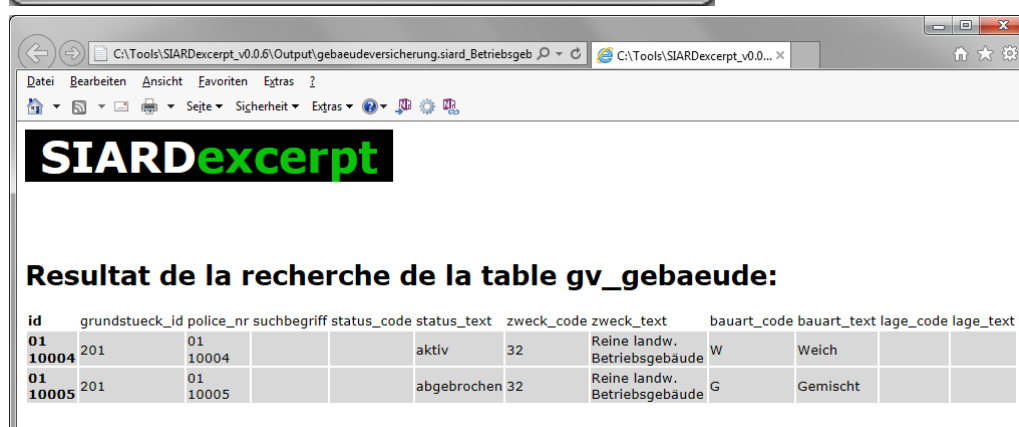 C:\Tools\SIARDexcerpt_v0.0.6\Output\gebaeudeversicherung.siard_Betriebsgeb
C:\Tools\SIARDexcerpt_v0.0...
Datei Bearbeiten Ansicht Favoriten Extras ?
Seite Sicherheit Extras
SIARDexcerpt
Resultat de la recherche de la table gv_gebaeude:
id grundstueck_id police_nr suchbegriff status_code status_text zweck_code zweck_text bauart_code bauart_text lage_code lage_text
01 10004 201 01 10004 aktiv 32 Reine landw. Betriebsgebäude W Weich
01 10005 201 01 10005 abgebrochen 32 Reine landw. Betriebsgebäude G Gemischt